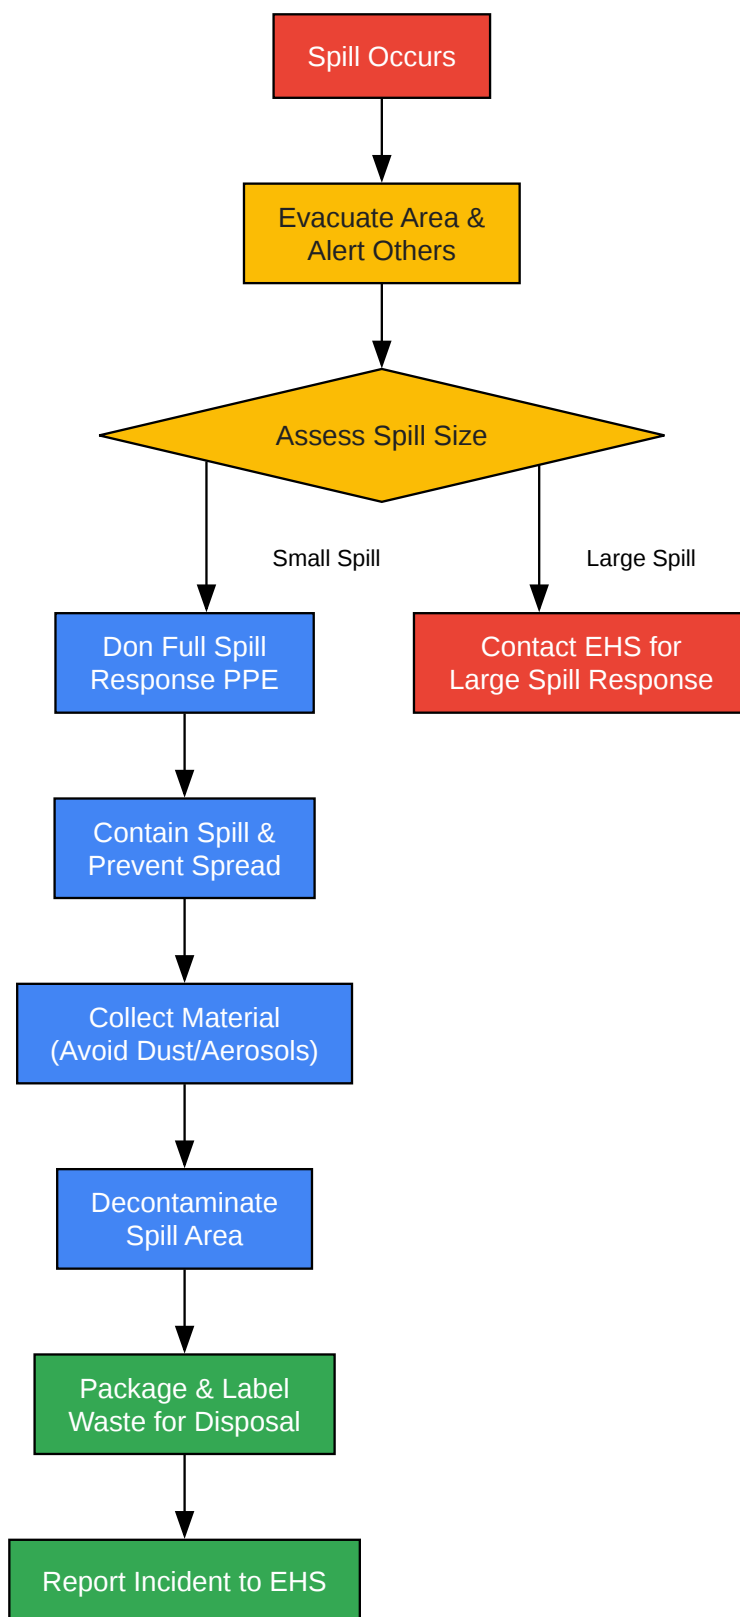 Spill Occurs
Evacuate Area &
Alert Others
Assess Spill Size
Small Spill
Large Spill
Don Full Spill
Response PPE
Contact EHS for
Large Spill Response
Contain Spill &
Prevent Spread
Collect Material
(Avoid Dust/Aerosols)
Decontaminate
Spill Area
Package & Label
Waste for Disposal
Report Incident to EHS